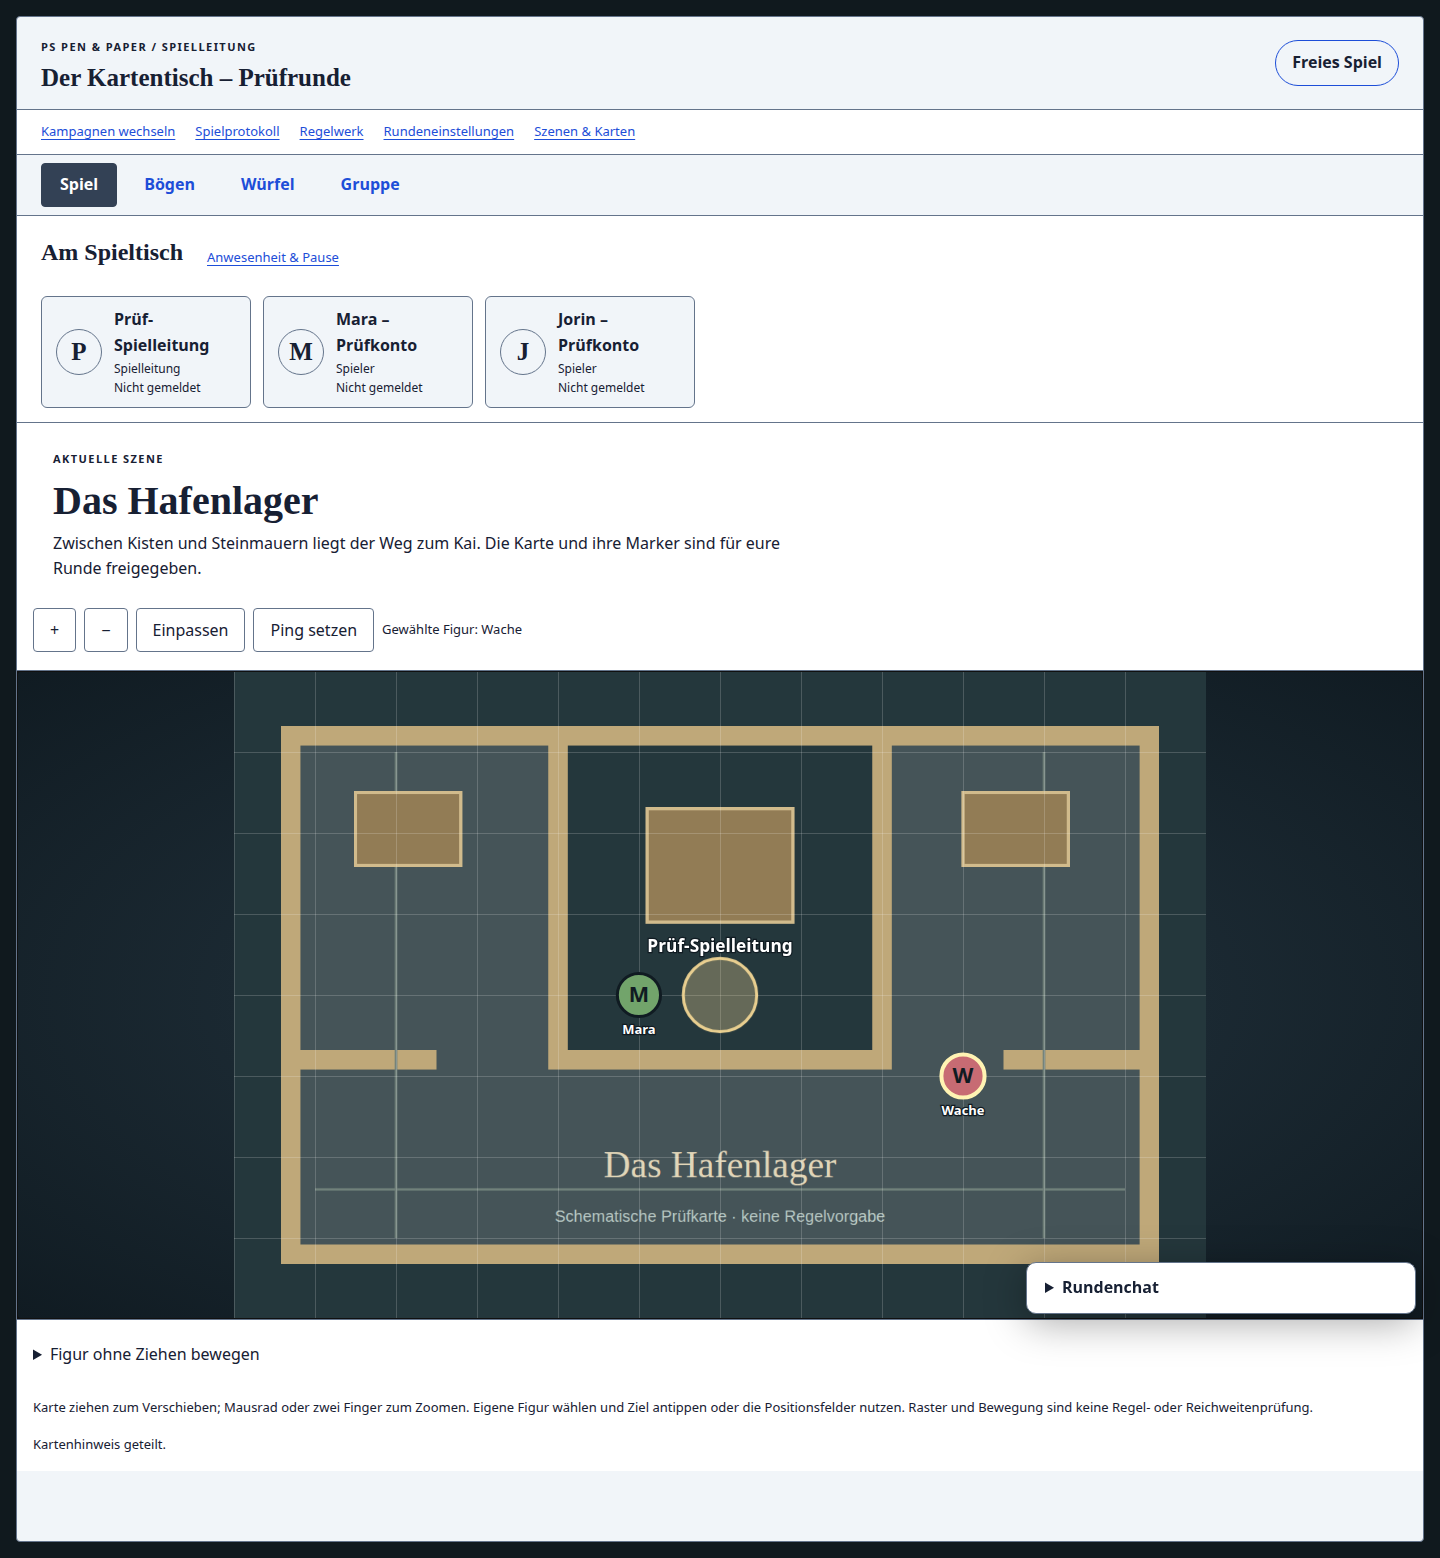 PS PEN & PAPER / SPIELLEITUNG
Der Kartentisch – Prüfrunde
Freies Spiel
Kampagnen wechseln Spielprotokoll Regelwerk Rundeneinstellungen Szenen & Karten
Spiel Bögen Würfel Gruppe
Am Spieltisch Anwesenheit & Pause
P
Prüf-
Spielleitung
Spielleitung
Nicht gemeldet
M
Mara –
Prüfkonto
Spieler
Nicht gemeldet
J
Jorin –
Prüfkonto
Spieler
Nicht gemeldet
AKTUELLE SZENE
Das Hafenlager
Zwischen Kisten und Steinmauern liegt der Weg zum Kai. Die Karte und ihre Marker sind für eure
Runde freigegeben.
+ − Einpassen Ping setzen Gewählte Figur: Wache
Prüf-Spielleitung
M
Mara
W
Wache
Das Hafenlager
Schematische Prüfkarte · keine Regelvorgabe
Rundenchat
Figur ohne Ziehen bewegen
Karte ziehen zum Verschieben; Mausrad oder zwei Finger zum Zoomen. Eigene Figur wählen und Ziel antippen oder die Positionsfelder nutzen. Raster und Bewegung sind keine Regel- oder Reichweitenprüfung.
Kartenhinweis geteilt.